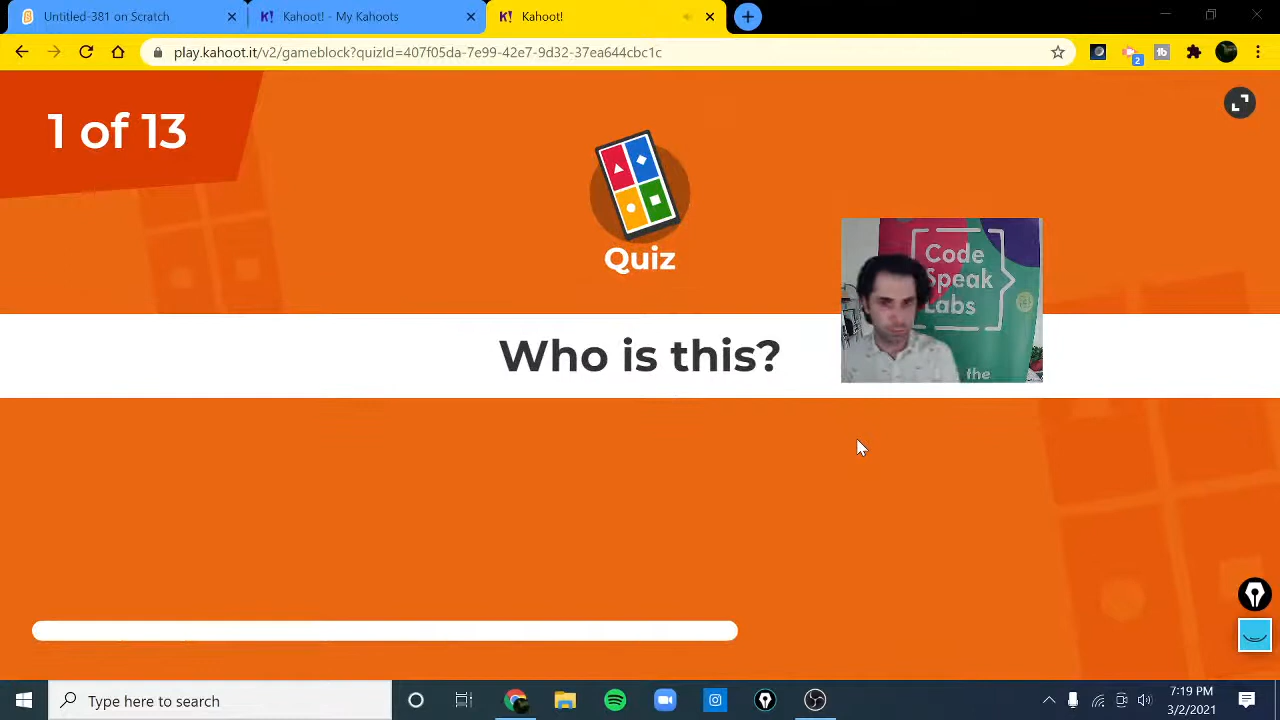 Untitled-381 on Scratch
Kahoot! - My Kahoots
Kahoot!
play.kahoot.it/v2/gameblock?quizId=407f05da-7e99-42e7-9d32-37ea644cbc1c
2
tb
1 of 13
Quiz
Code
Speak
Labs
Who is this?
the
Type here to search
7:19 PM
3/2/2021